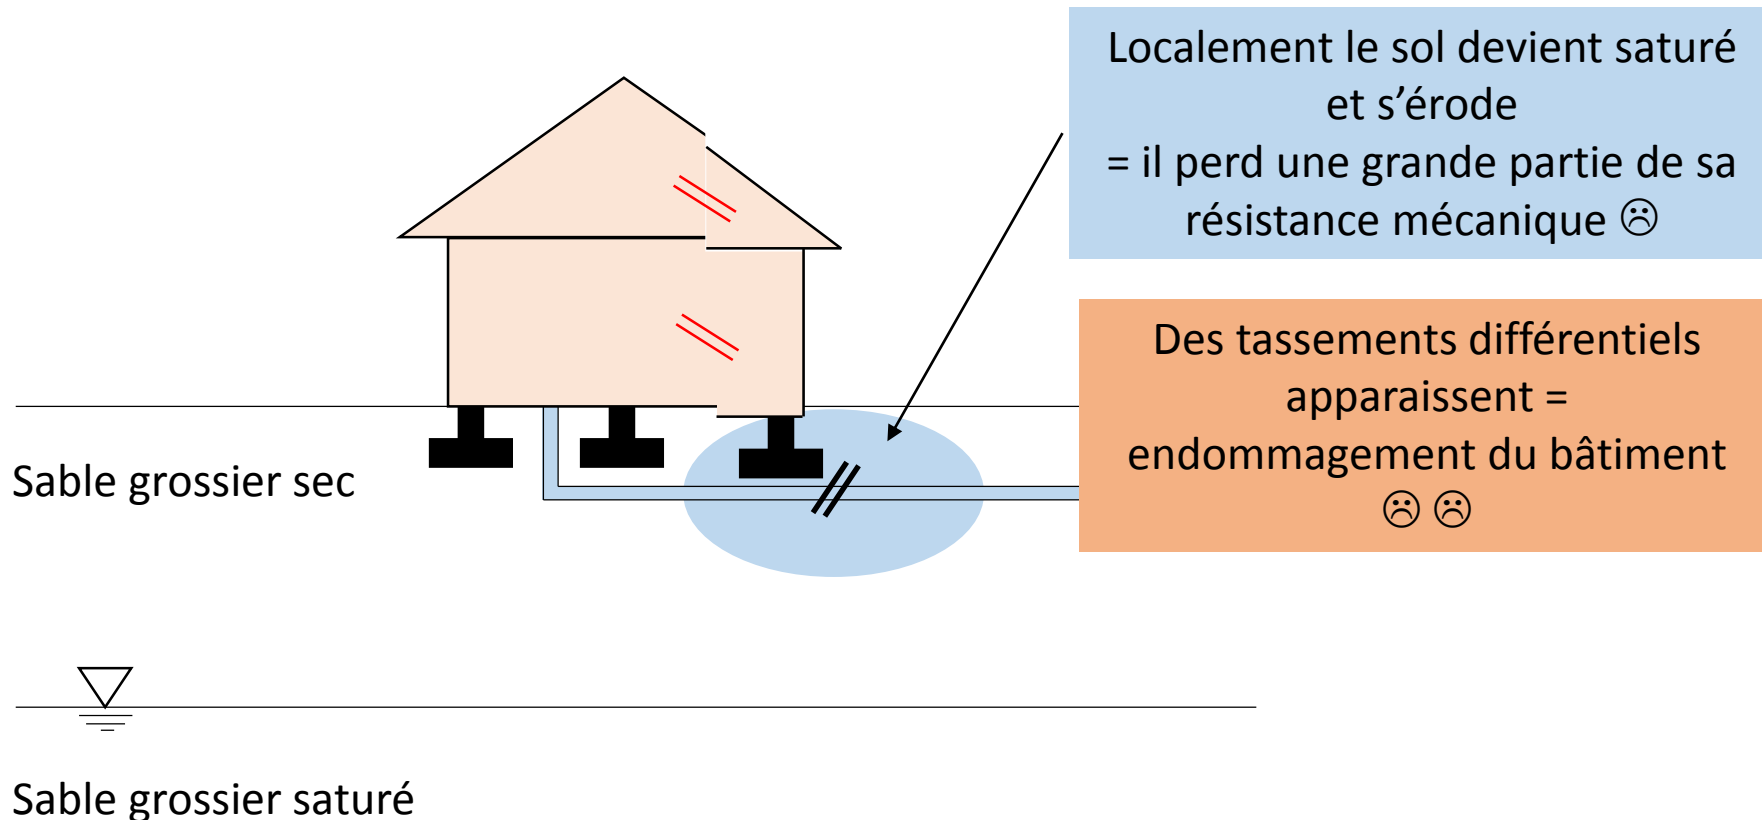 Localement le sol devient saturé
et s’érode
= il perd une grande partie de sa
résistance mécanique ☹
Des tassements différentiels
apparaissent =
endommagement du bâtiment
☹ ☹
Sable grossier sec
Sable grossier saturé